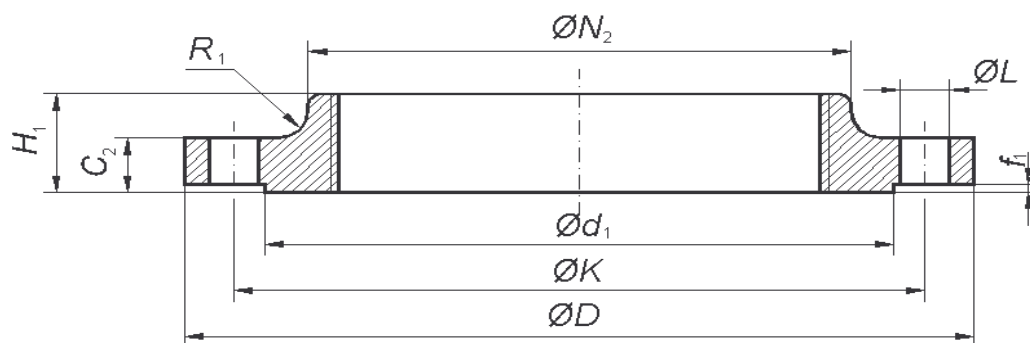 ØN₂
R₁
ØL
H₁
C₂
f₁
Ød₁
ØK
ØD